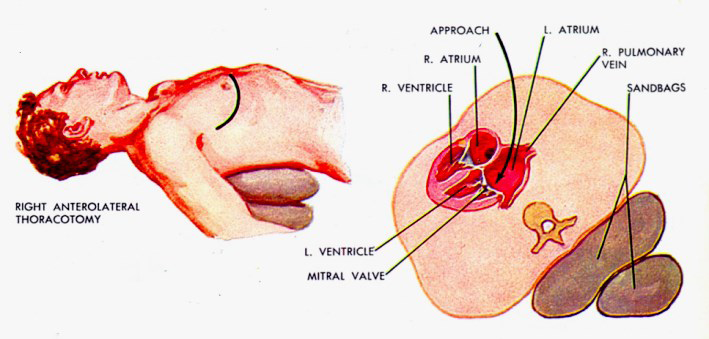 APPROACH
L. ATRIUM
R. ATRIUM
R. PULMONARY
VEIN
R. VENTRICLE
SANDBAGS
RIGHT ANTEROLATERAL
THORACOTOMY
L. VENTRICLE
MITRAL VALVE